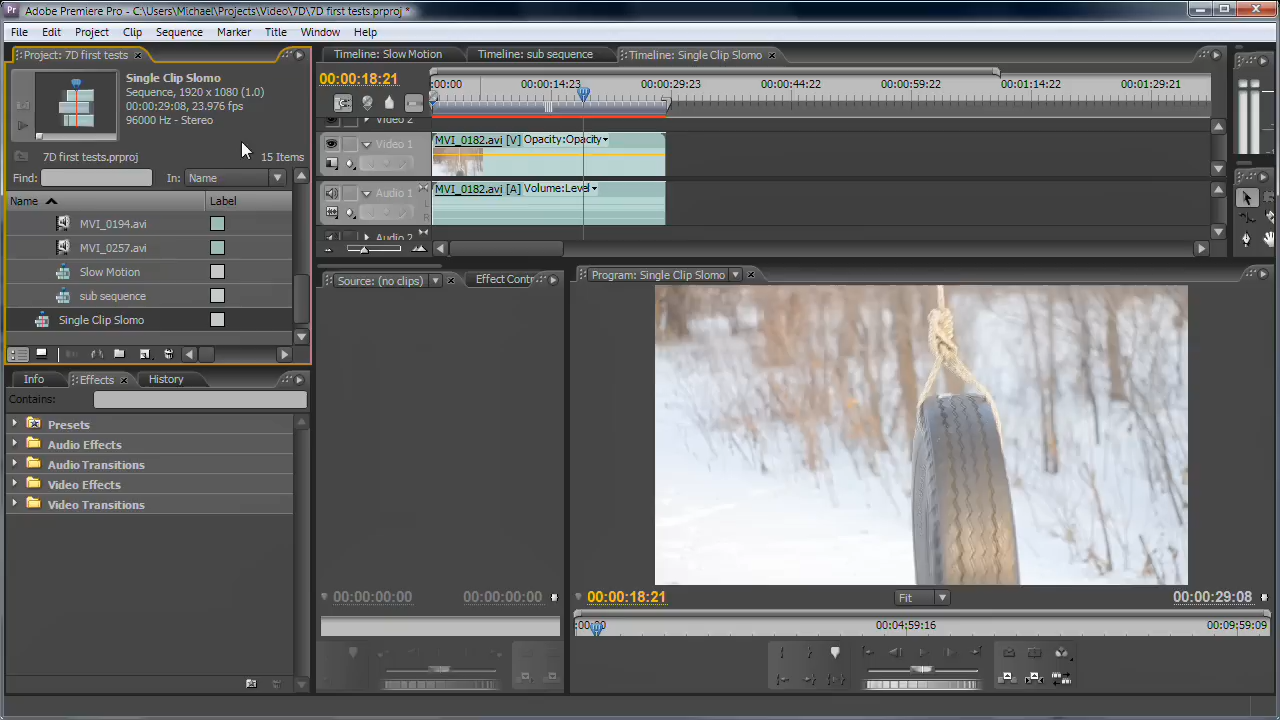 Pr Adobe Premiere Pro - C:\Users\Michael\Projects\Video\7D\7D first tests.prproj *
File Edit Project Clip Sequence Marker Title Window Help
Project: 7D first tests
Single Clip Slomo
Sequence, 1920 x 1080 (1.0)
00:00:29:08, 23.976 fps
96000 Hz - Stereo
7D first tests.prproj 15 Items
Find: In: Name
Name Label
MVI_0194.avi
MVI_0257.avi
Slow Motion
sub sequence
Single Clip Slomo
Info Effects History
Contains:
Presets
Audio Effects
Audio Transitions
Video Effects
Video Transitions
Timeline: Slow Motion Timeline: sub sequence Timeline: Single Clip Slomo
00:00:18:21 :00:00 00:00:14:23 00:00:29:23 00:00:44:22 00:00:59:22 00:01:14:22 00:01:29:21
Video 2
Video 1 MVI_0182.avi [V] Opacity:Opacity
Audio 1 MVI_0182.avi [A] Volume:Level
L
R
Audio 2
Source: (no clips) Effect Contr
00:00:00:00 00:00:00:00
:00:00
Program: Single Clip Slomo
00:00:18:21 Fit 00:00:29:08
:00:00 00:04:59:16 00:09:59:09